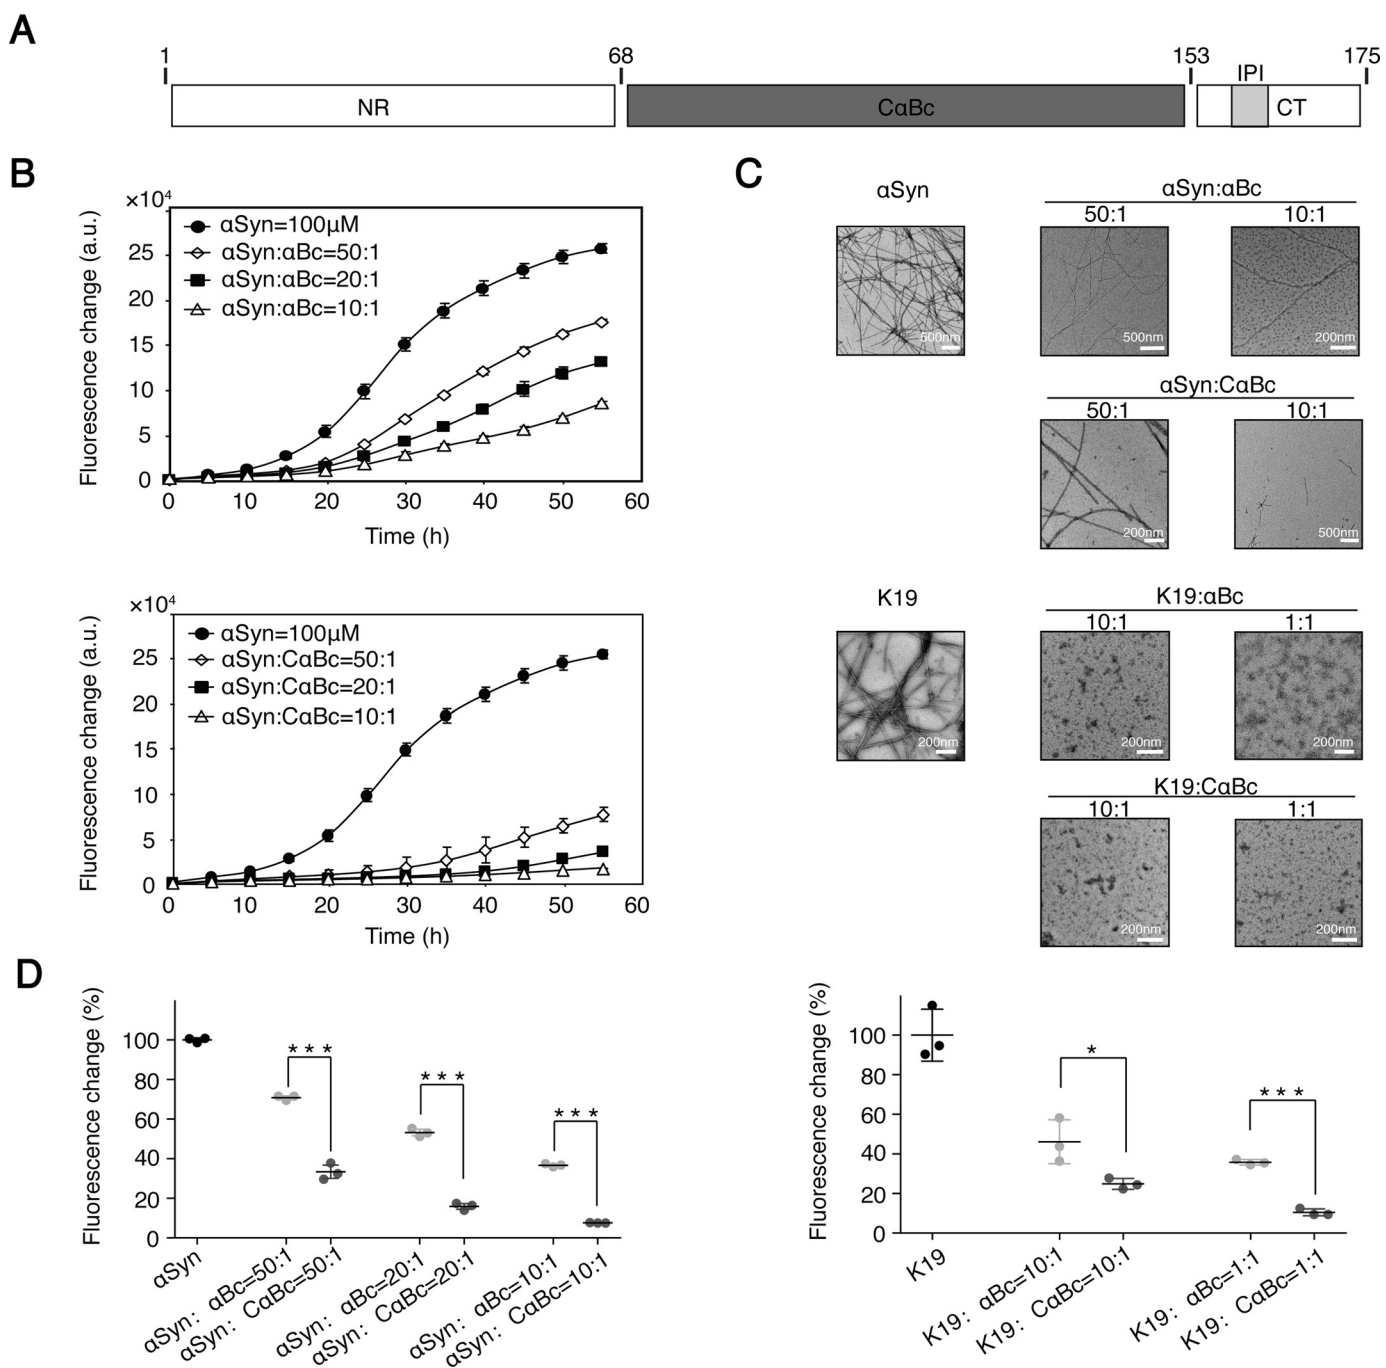 A
1
68
153
175
IPI
NR
CαBc
CT
B
×10⁴
Fluorescence change (a.u.)
αSyn=100μM
αSyn:αBc=50:1
αSyn:αBc=20:1
αSyn:αBc=10:1
25
20
15
10
5
0
0 10 20 30 40 50 60
Time (h)
×10⁴
Fluorescence change (a.u.)
αSyn=100μM
αSyn:CαBc=50:1
αSyn:CαBc=20:1
αSyn:CαBc=10:1
25
20
15
10
5
0
0 10 20 30 40 50 60
Time (h)
C
αSyn
500nm
αSyn:αBc
50:1 10:1
500nm 200nm
αSyn:CαBc
50:1 10:1
200nm 500nm
K19
200nm
K19:αBc
10:1 1:1
200nm 200nm
K19:CαBc
10:1 1:1
200nm 200nm
D
Fluorescence change (%)
100
80
60
40
20
0
***
***
***
αSyn
αSyn: αBc=50:1
αSyn: CαBc=50:1
αSyn: αBc=20:1
αSyn: CαBc=20:1
αSyn: αBc=10:1
αSyn: CαBc=10:1
Fluorescence change (%)
100
80
60
40
20
0
*
***
K19
K19: αBc=10:1
K19: CαBc=10:1
K19: αBc=1:1
K19: CαBc=1:1